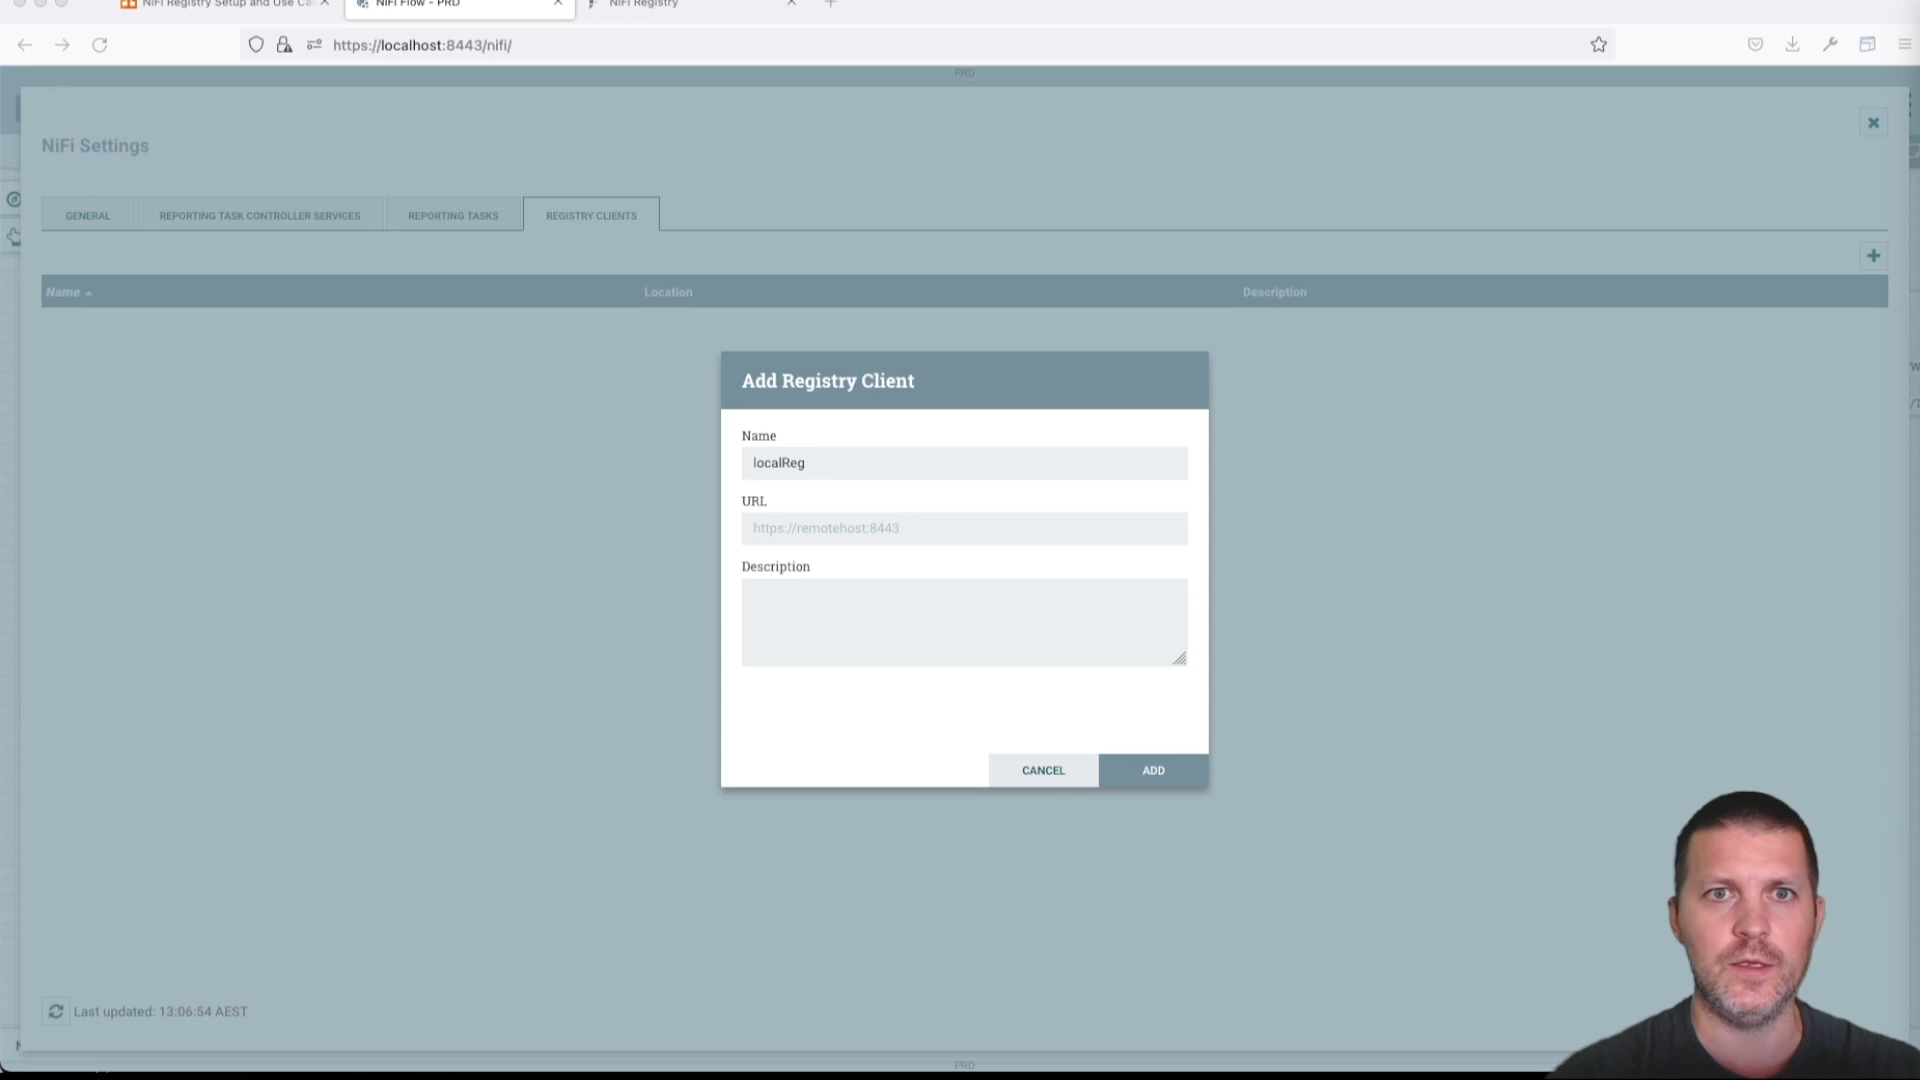 NiFi Registry Setup and Use Ca
NiFi Flow - PRD
NiFi Registry
https://localhost:8443/nifi/
PRD
NiFi Settings
GENERAL
REPORTING TASK CONTROLLER SERVICES
REPORTING TASKS
REGISTRY CLIENTS
Name
Location
Description
Add Registry Client
Name
localReg
URL
https://remotehost:8443
Description
CANCEL
ADD
Last updated: 13:06:54 AEST
PRD